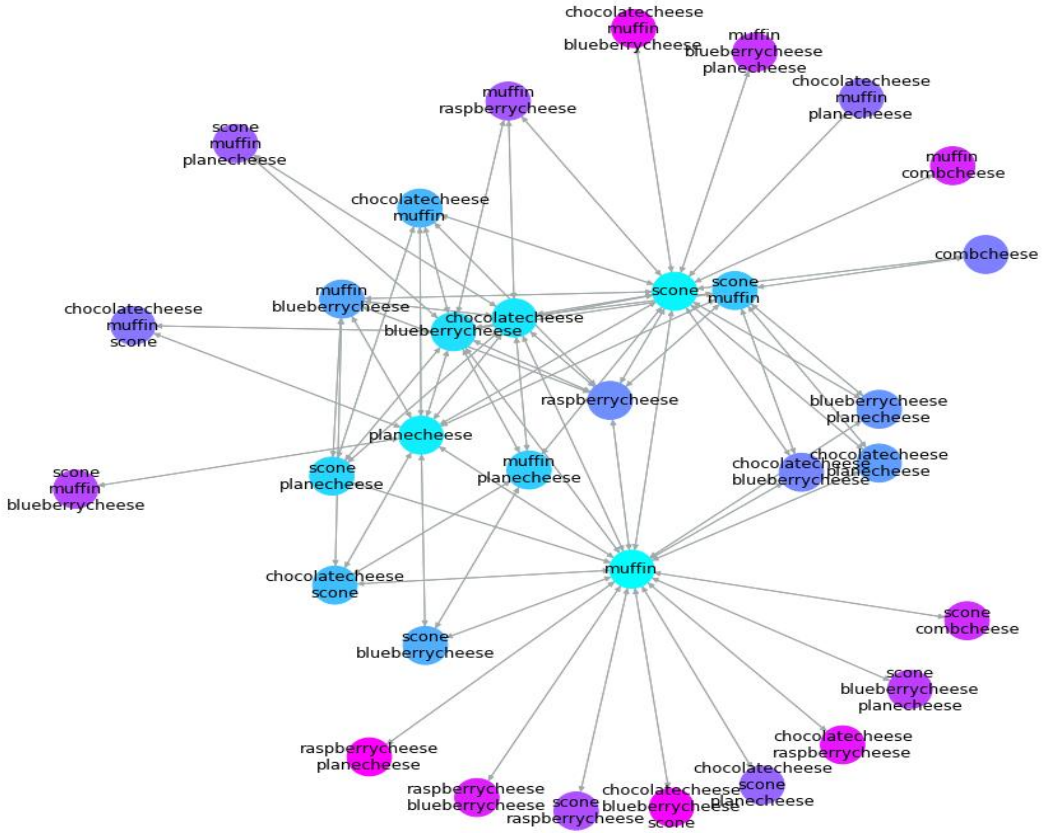 chocolatecheese
muffin
blueberrycheese
muffin
blueberrycheese
planecheese
chocolatecheese
muffin
planecheese
muffin
raspberrycheese
scone
muffin
planecheese
muffin
combcheese
chocolatecheese
muffin
combcheese
scone
scone
muffin
muffin
blueberrycheese
chocolatecheese
muffin
scone
chocolatecheese
blueberrycheese
raspberrycheese
blueberrycheese
planecheese
planecheese
chocolatecheese
planecheese
chocolatecheese
blueberrycheese
muffin
planecheese
scone
planecheese
scone
muffin
blueberrycheese
muffin
chocolatecheese
scone
scone
combcheese
scone
blueberrycheese
scone
blueberrycheese
planecheese
chocolatecheese
raspberrycheese
raspberrycheese
planecheese
chocolatecheese
scone
planecheese
raspberrycheese
blueberrycheese
scone
raspberrycheese
chocolatecheese
blueberrycheese
scone